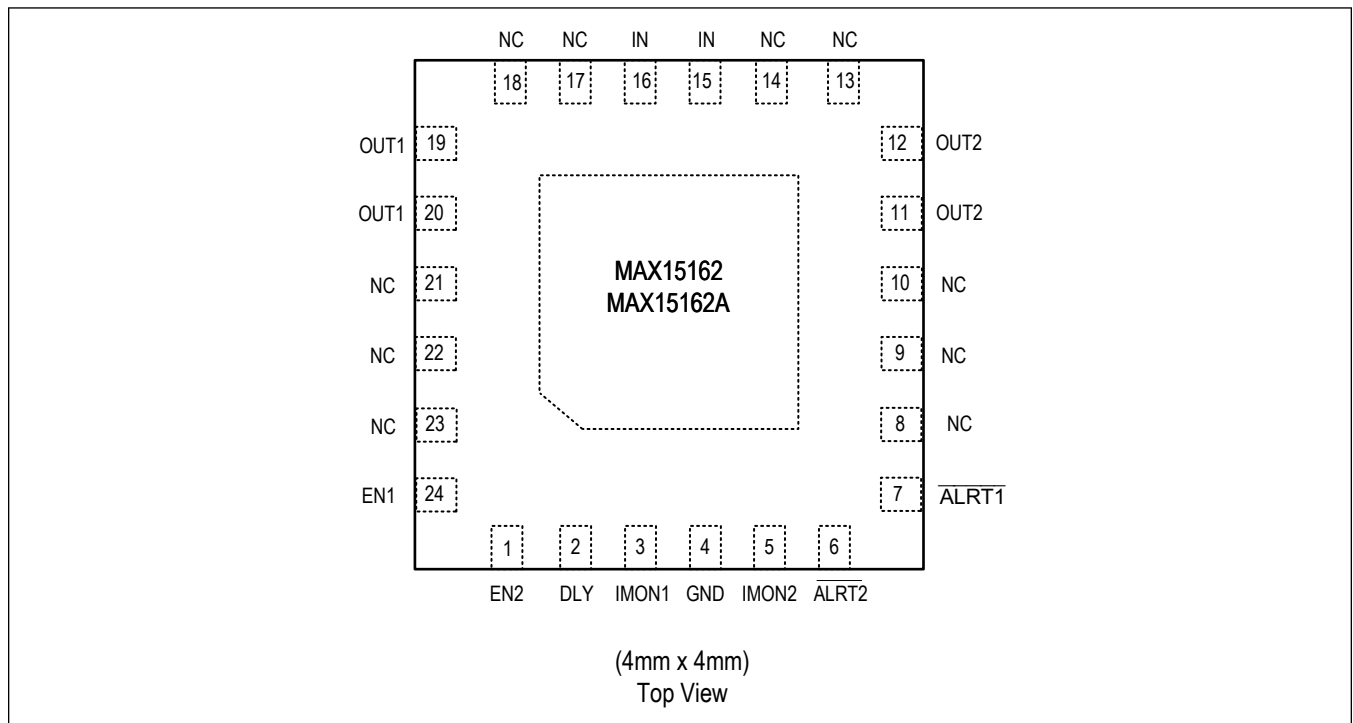 NC NC IN IN NC NC
18 17 16 15 14 13
OUT1 19 12 OUT2
OUT1 20 11 OUT2
MAX15162
NC 21 10 NC
MAX15162A
NC 22 9 NC
NC 23 8 NC
EN1 24 7 ALRT1
1 2 3 4 5 6
EN2 DLY IMON1 GND IMON2 ALRT2
(4mm x 4mm)
Top View